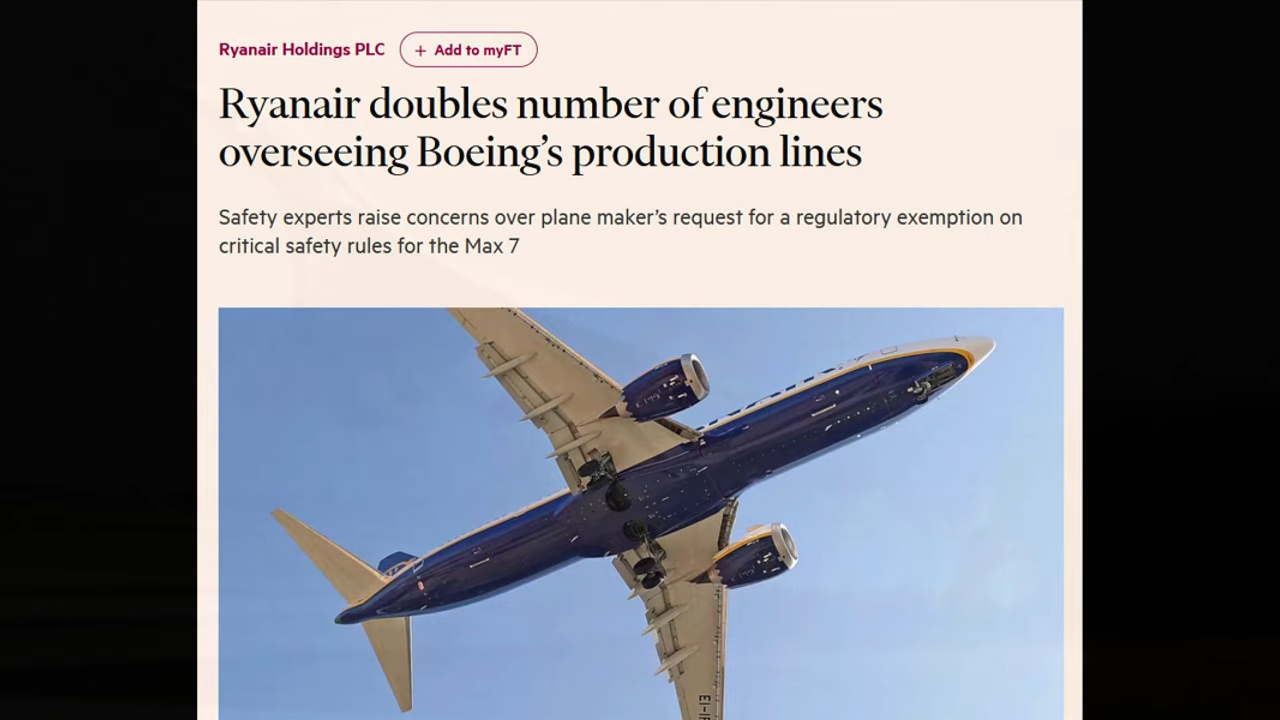 Ryanair Holdings PLC
+ Add to myFT
Ryanair doubles number of engineers
overseeing Boeing’s production lines
Safety experts raise concerns over plane maker’s request for a regulatory exemption on
critical safety rules for the Max 7